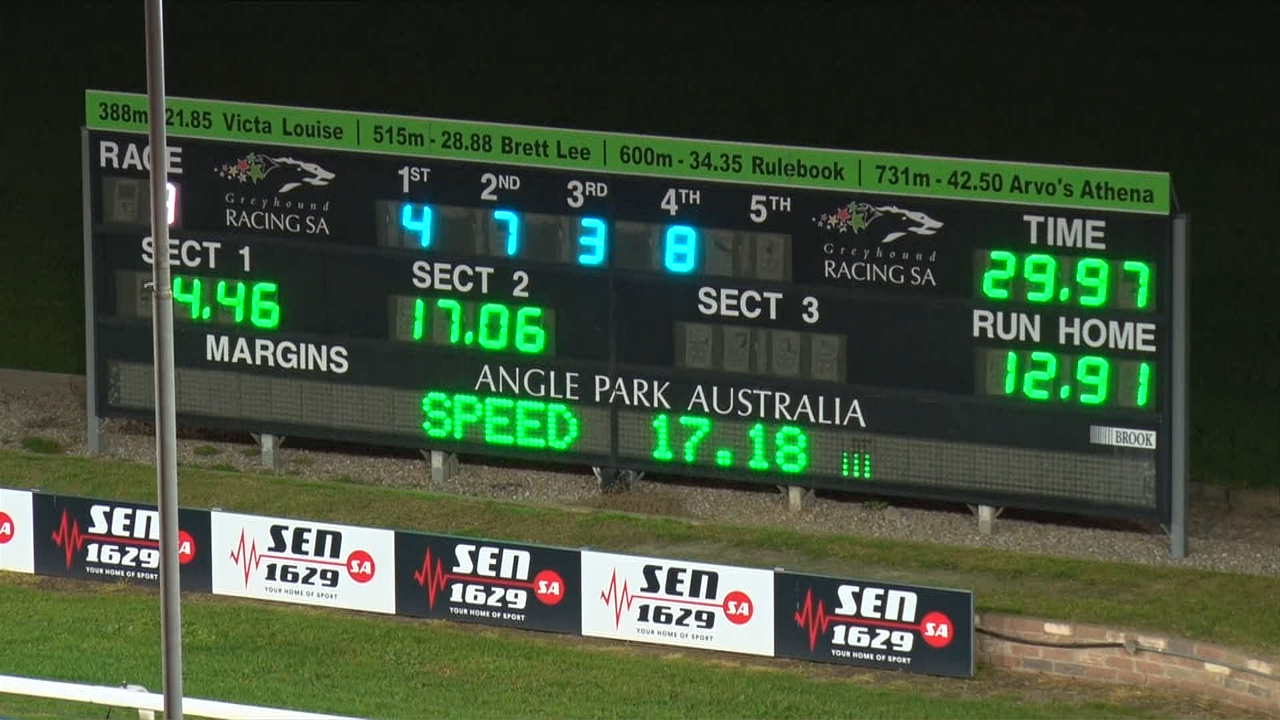 388m 21.85 Victa Louise | 515m - 28.88 Brett Lee | 600m - 34.35 Rulebook | 731m - 42.50 Arvo's Athena
RACE
Greyhound
RACING SA
1ST 2ND 3RD 4TH 5TH
4 7 3 8
Greyhound
RACING SA
TIME
29.97
SECT 1
4.46
SECT 2
17.06
SECT 3
RUN HOME
12.91
MARGINS
ANGLE PARK AUSTRALIA
SPEED 17.18
BROOK
SEN
1629
SA
YOUR HOME OF SPORT
SEN
1629
SA
YOUR HOME OF SPORT
SEN
1629
SA
YOUR HOME OF SPORT
SEN
1629
SA
YOUR HOME OF SPORT
SEN
1629
SA
YOUR HOME OF SPORT